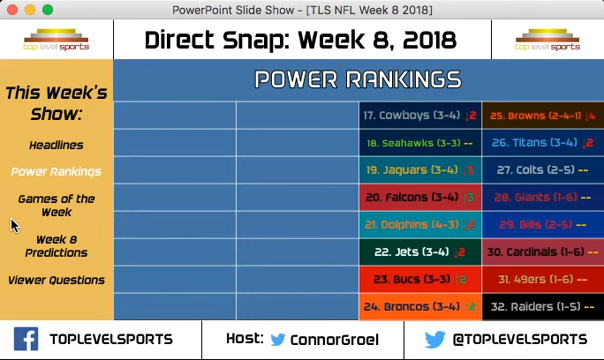 PowerPoint Slide Show - [TLS NFL Week 8 2018]
top level sports
Direct Snap: Week 8, 2018
top level sports
This Week's
Show:
Headlines
Power Rankings
Games of the
Week
Week 8
Predictions
Viewer Questions
POWER RANKINGS
17. Cowboys (3-4) ↓2
18. Seahawks (3-3) --
19. Jaguars (3-4) ↓3
20. Falcons (3-4) ↑3
21. Dolphins (4-3) ↓2
22. Jets (3-4) ↓2
23. Bucs (3-3) ↑2
24. Broncos (3-4) ↑2
25. Browns (2-4-1) ↓4
26. Titans (3-4) ↓2
27. Colts (2-5) --
28. Giants (1-6) --
29. Bills (2-5) --
30. Cardinals (1-6) --
31. 49ers (1-6) --
32. Raiders (1-5) --
TOPLEVELSPORTS
Host: ConnorGroel
@TOPLEVELSPORTS